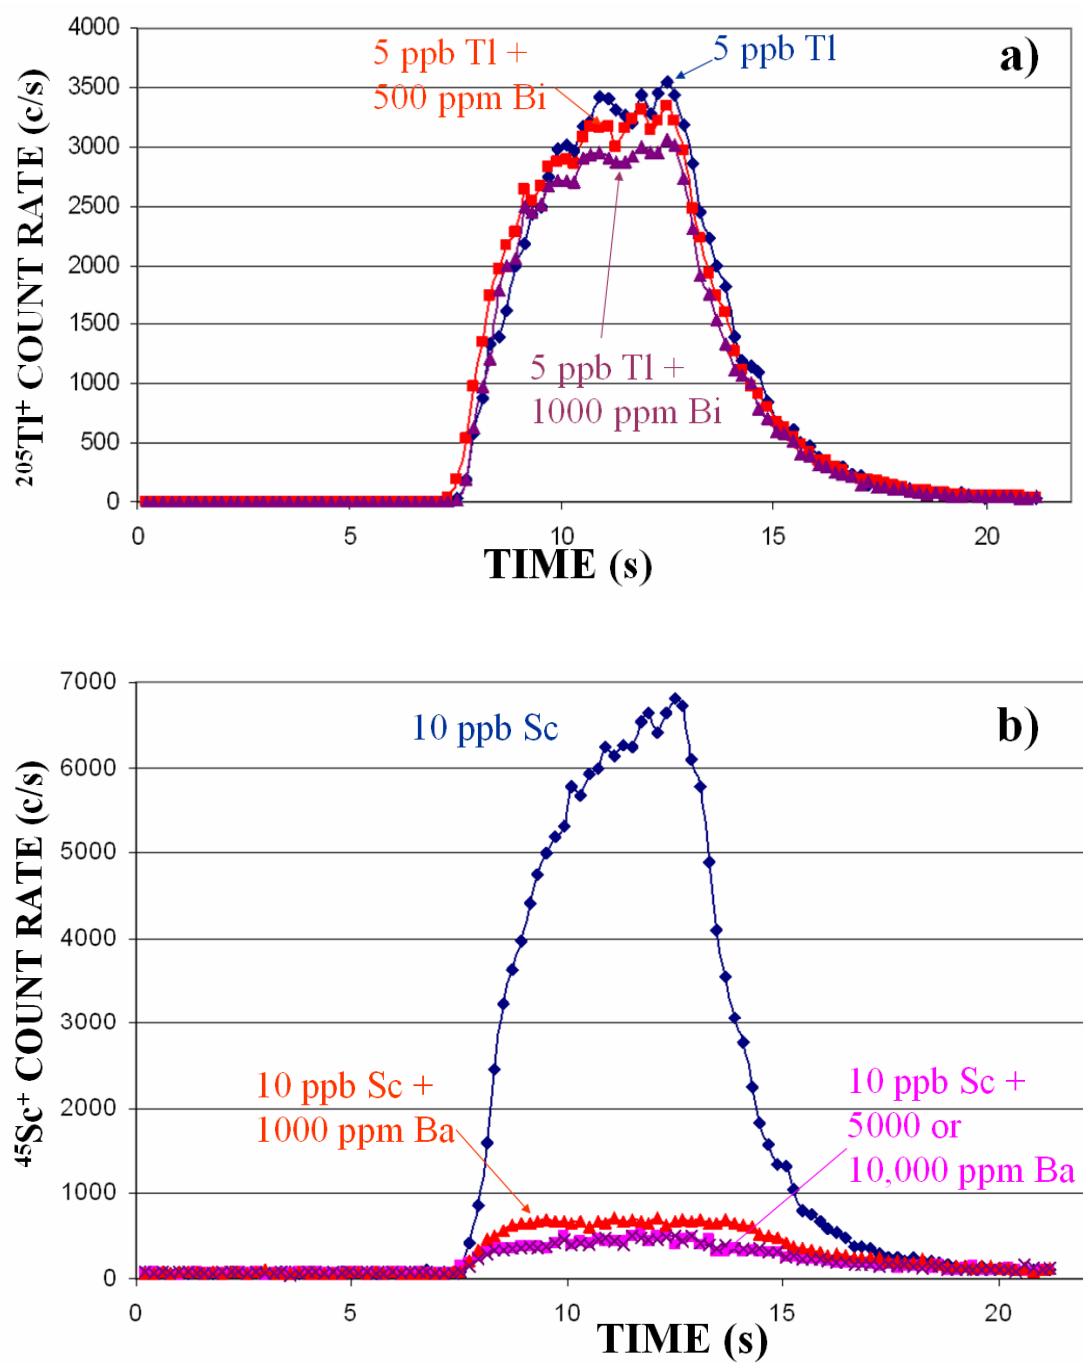 4000
3500
3000
2500
2000
1500
1000
500
0
²⁰⁵Tl⁺ COUNT RATE (c/s)
5 ppb Tl +
500 ppm Bi
5 ppb Tl
a)
5 ppb Tl +
1000 ppm Bi
0 5 10 15 20
TIME (s)
7000
6000
5000
4000
3000
2000
1000
0
⁴⁵Sc⁺ COUNT RATE (c/s)
10 ppb Sc
b)
10 ppb Sc +
1000 ppm Ba
10 ppb Sc +
5000 or
10,000 ppm Ba
0 5 10 15 20
TIME (s)